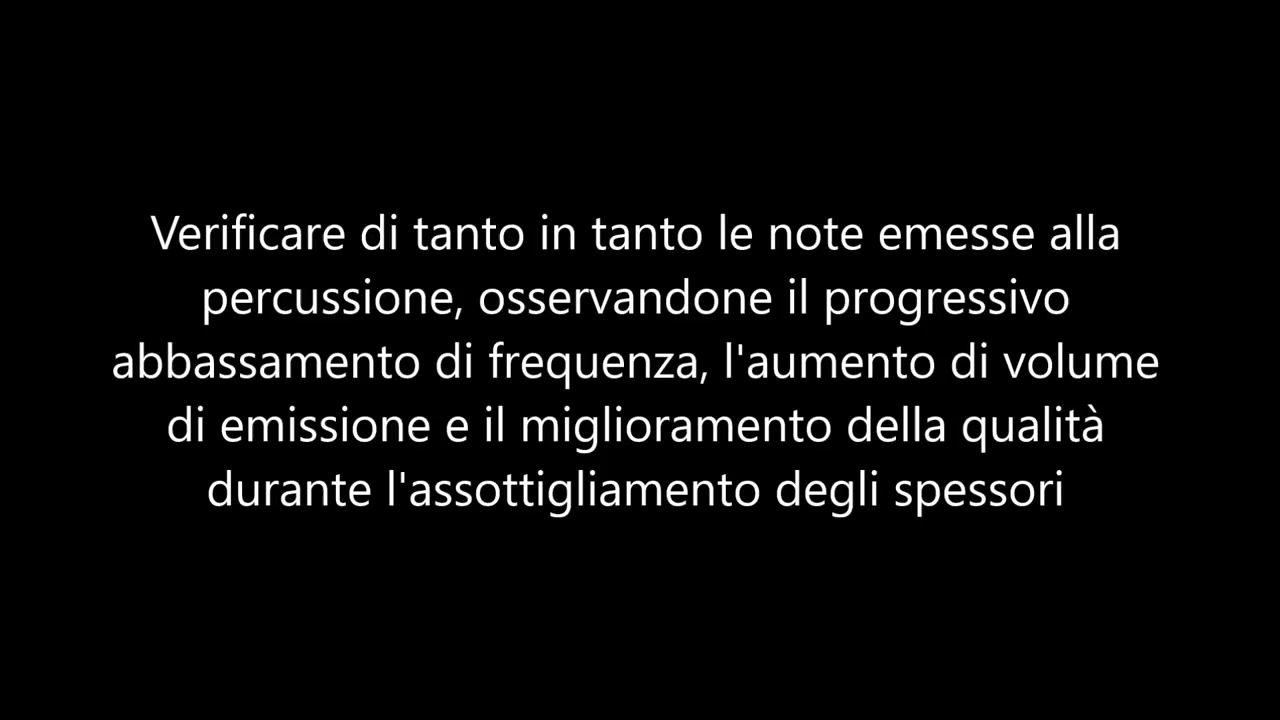 Verificare di tanto in tanto le note emesse alla
percussione, osservandone il progressivo
abbassamento di frequenza, l'aumento di volume
di emissione e il miglioramento della qualità
durante l'assottigliamento degli spessori